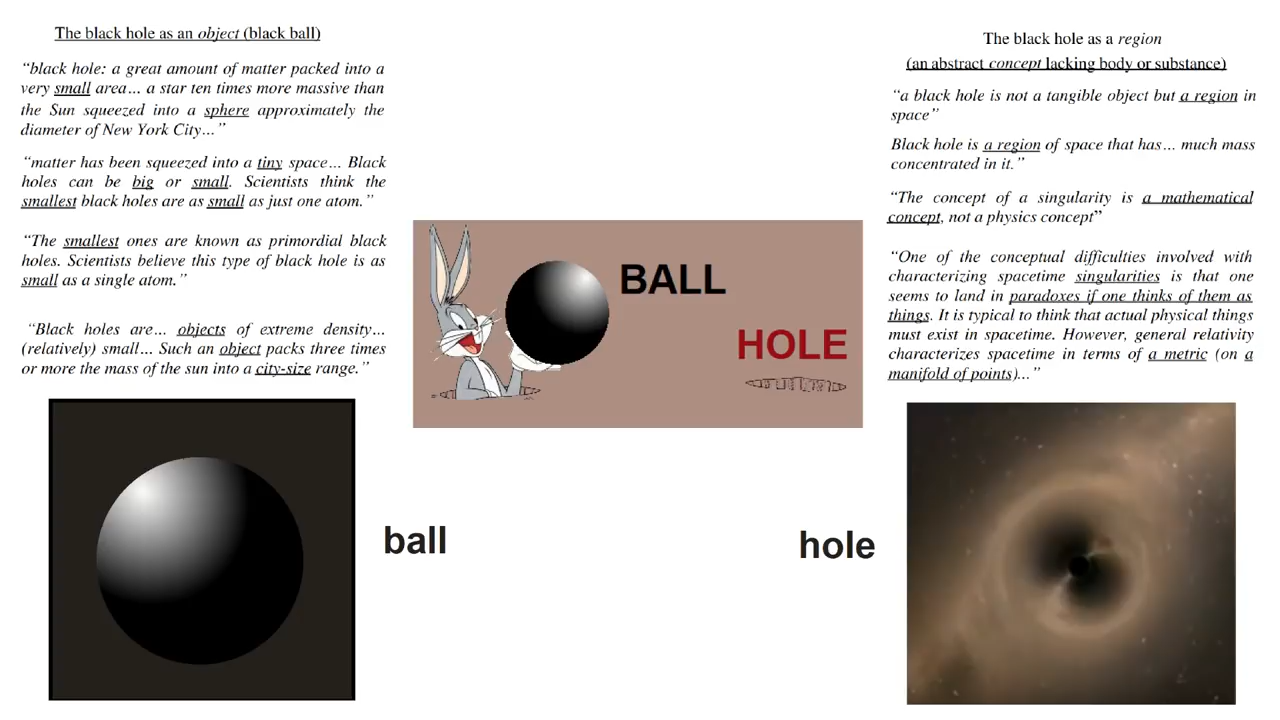 The black hole as an object (black ball)
“black hole: a great amount of matter packed into a
very small area… a star ten times more massive than
the Sun squeezed into a sphere approximately the
diameter of New York City…”
“matter has been squeezed into a tiny space… Black
holes can be big or small. Scientists think the
smallest black holes are as small as just one atom.”
“The smallest ones are known as primordial black
holes. Scientists believe this type of black hole is as
small as a single atom.”
“Black holes are… objects of extreme density…
(relatively) small… Such an object packs three times
or more the mass of the sun into a city-size range.”
ball
BALL
HOLE
The black hole as a region
(an abstract concept lacking body or substance)
“a black hole is not a tangible object but a region in
space”
Black hole is a region of space that has… much mass
concentrated in it.”
“The concept of a singularity is a mathematical
concept, not a physics concept”
“One of the conceptual difficulties involved with
characterizing spacetime singularities is that one
seems to land in paradoxes if one thinks of them as
things. It is typical to think that actual physical things
must exist in spacetime. However, general relativity
characterizes spacetime in terms of a metric (on a
manifold of points)…”
hole